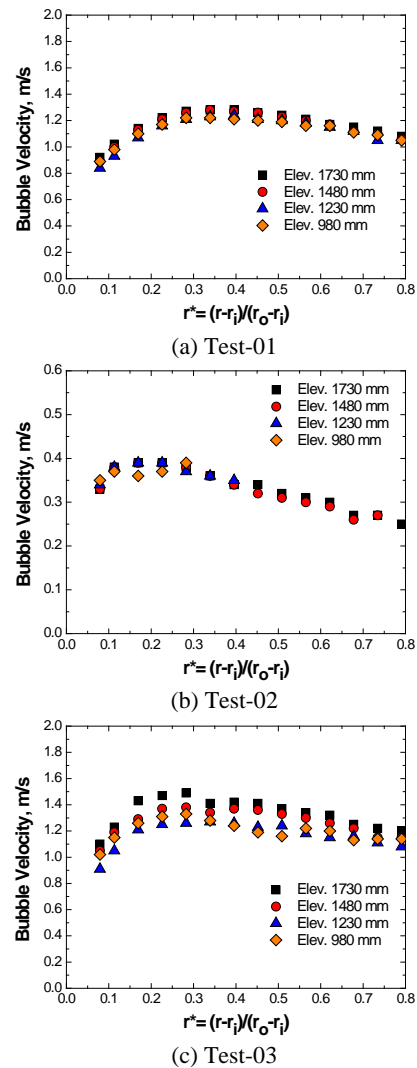 2.0
1.8
1.6
1.4
1.2
1.0
0.8
0.6
0.4
0.2
0.0
Bubble Velocity, m/s
Elev. 1730 mm
Elev. 1480 mm
Elev. 1230 mm
Elev. 980 mm
0.0 0.1 0.2 0.3 0.4 0.5 0.6 0.7 0.8
r*= (r-ri)/(ro-ri)
(a) Test-01
0.6
0.5
0.4
0.3
0.2
0.1
0.0
Bubble Velocity, m/s
Elev. 1730 mm
Elev. 1480 mm
Elev. 1230 mm
Elev. 980 mm
0.0 0.1 0.2 0.3 0.4 0.5 0.6 0.7 0.8
r*= (r-ri)/(ro-ri)
(b) Test-02
2.0
1.8
1.6
1.4
1.2
1.0
0.8
0.6
0.4
0.2
0.0
Bubble Velocity, m/s
Elev. 1730 mm
Elev. 1480 mm
Elev. 1230 mm
Elev. 980 mm
0.0 0.1 0.2 0.3 0.4 0.5 0.6 0.7 0.8
r*= (r-ri)/(ro-ri)
(c) Test-03